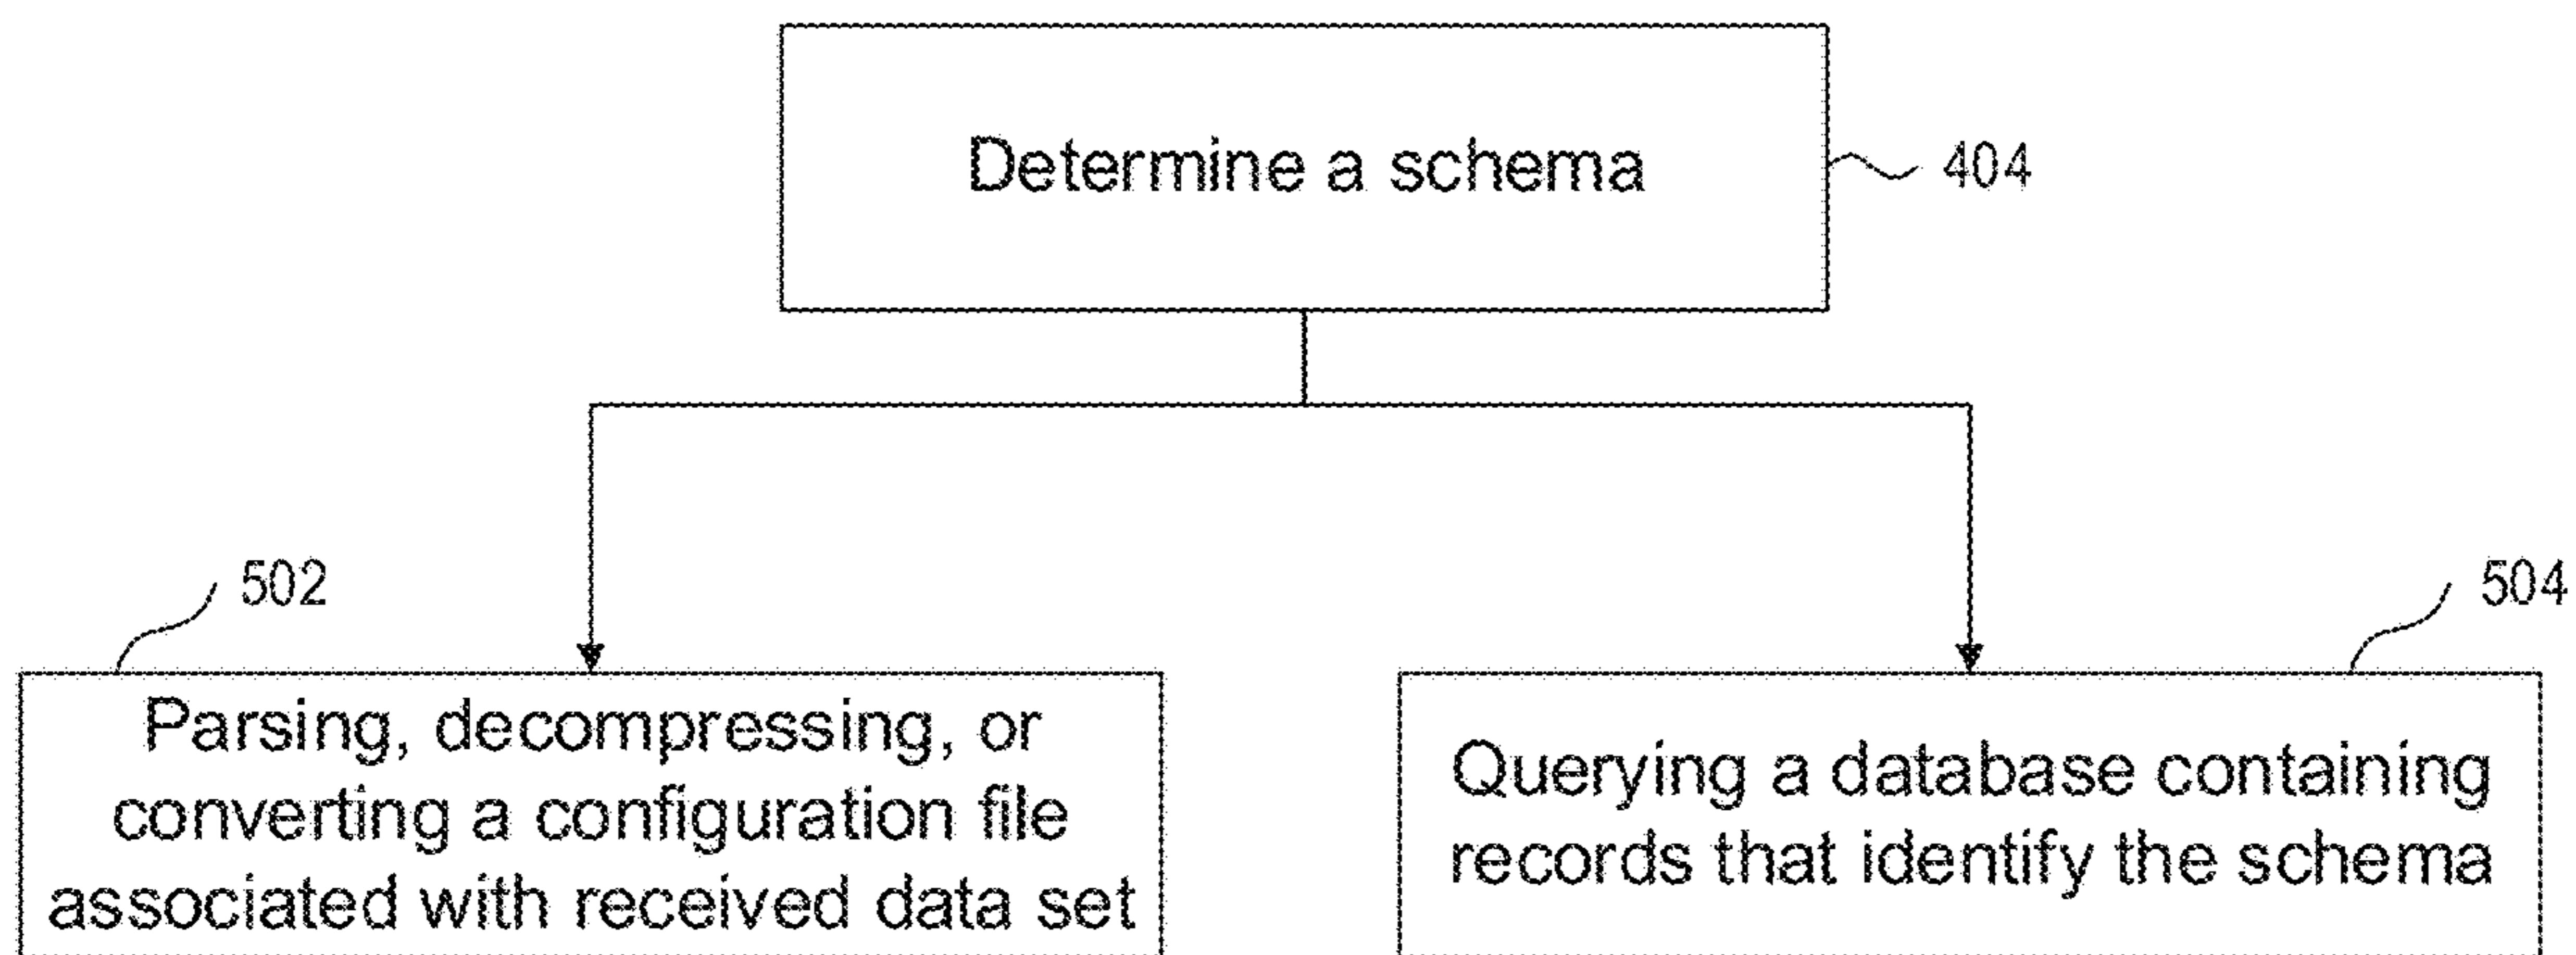 Determine a schema
404
502
504
Parsing, decompressing, or
converting a configuration file
associated with received data set
Querying a database containing
records that identify the schema